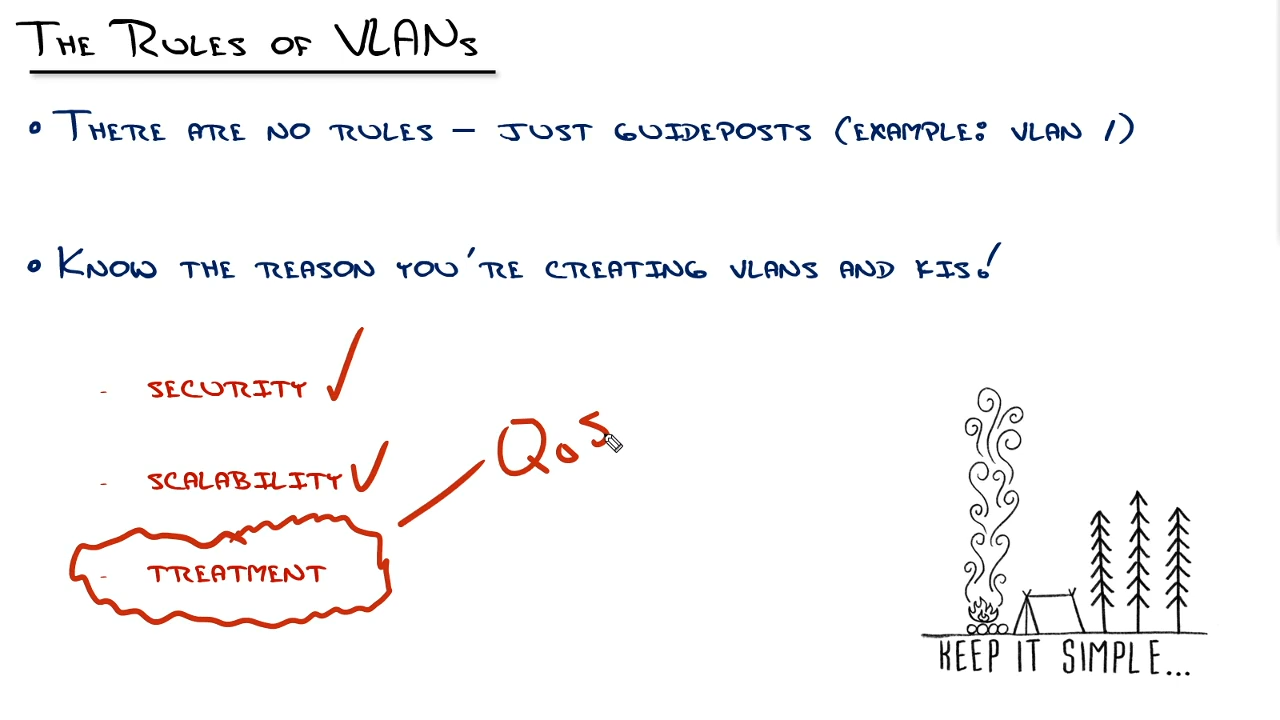 THE RULES OF VLANS
• THERE ARE NO RULES – JUST GUIDEPOSTS (EXAMPLE: VLAN 1)
• KNOW THE REASON YOU'RE CREATING VLANS AND KIS!
- SECURITY ✓
- SCALABILITY ✓
QoS
- TREATMENT
KEEP IT SIMPLE...